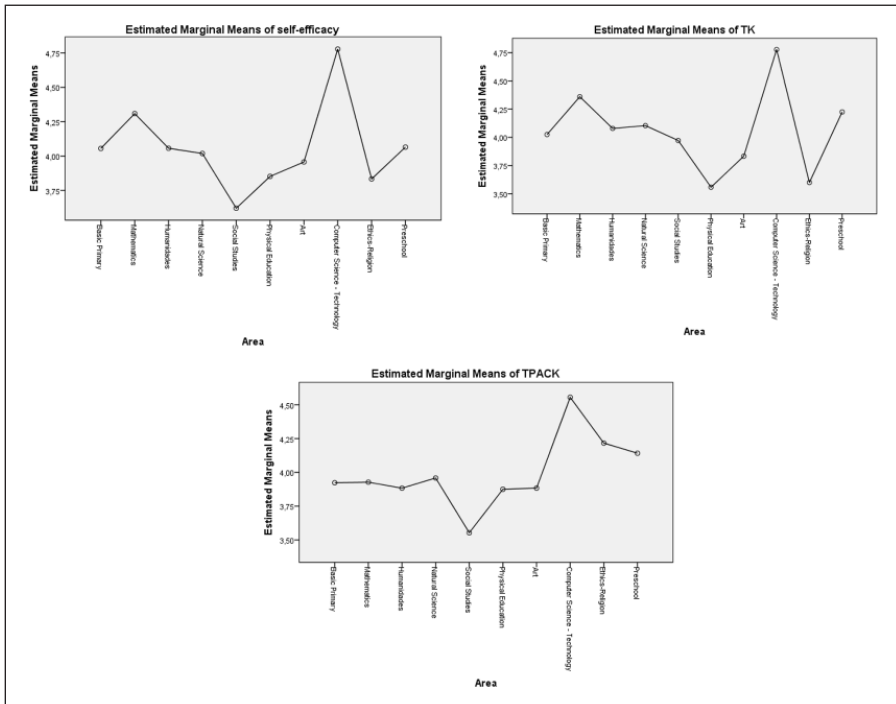 Estimated Marginal Means of self-efficacy
Estimated Marginal Means
4,75
4,50
4,25
4,00
3,75
Basic Primary
Mathematics
Humanidades
Natural Science
Social Studies
Physical Education
Art
Computer Science - Technology
Ethics-Religion
Preschool
Area
Estimated Marginal Means of TK
Estimated Marginal Means
4,75
4,50
4,25
4,00
3,75
3,50
Basic Primary
Mathematics
Humanidades
Natural Science
Social Studies
Physical Education
Art
Computer Science - Technology
Ethics-Religion
Preschool
Area
Estimated Marginal Means of TPACK
Estimated Marginal Means
4,50
4,25
4,00
3,75
3,50
Basic Primary
Mathematics
Humanidades
Natural Science
Social Studies
Physical Education
Art
Computer Science - Technology
Ethics-Religion
Preschool
Area